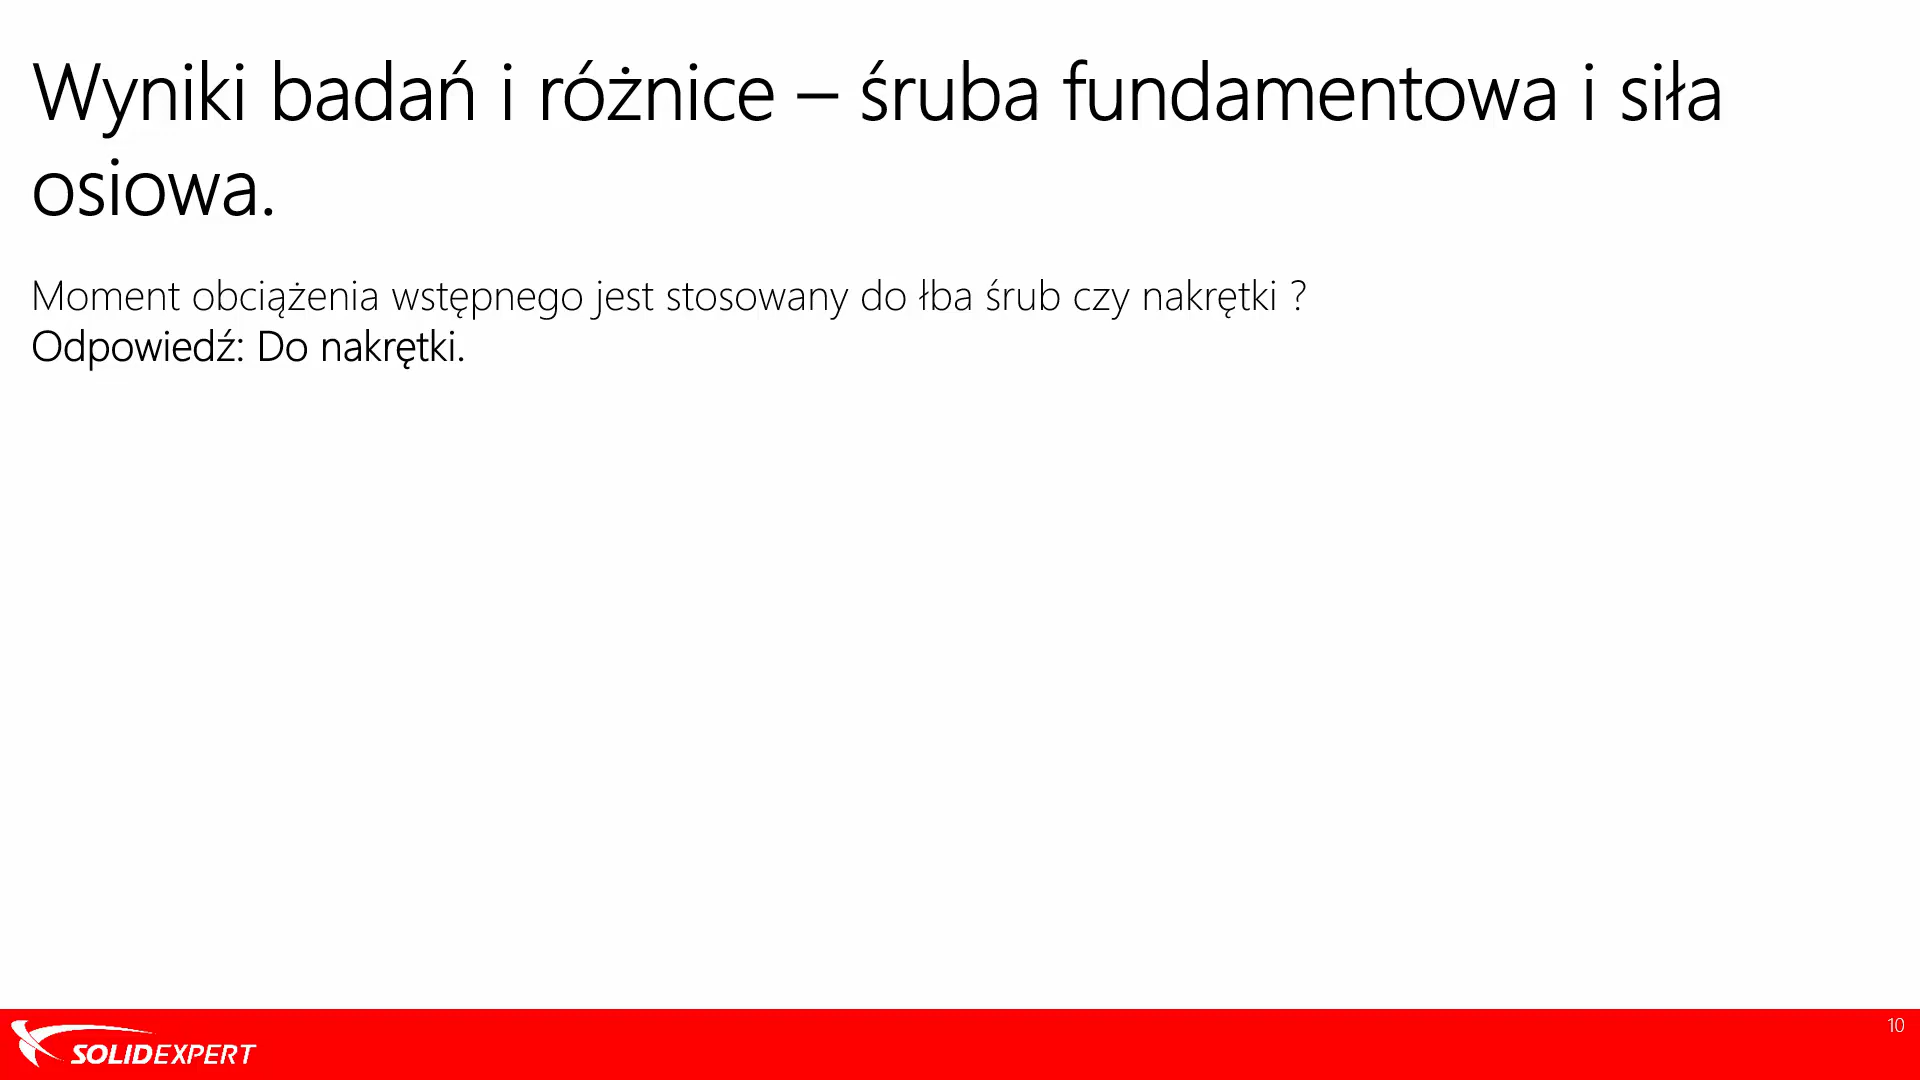 Wyniki badań i różnice – śruba fundamentowa i siła
osiowa.
Moment obciążenia wstępnego jest stosowany do łba śrub czy nakrętki ?
Odpowiedź: Do nakrętki.
10
SOLIDEXPERT